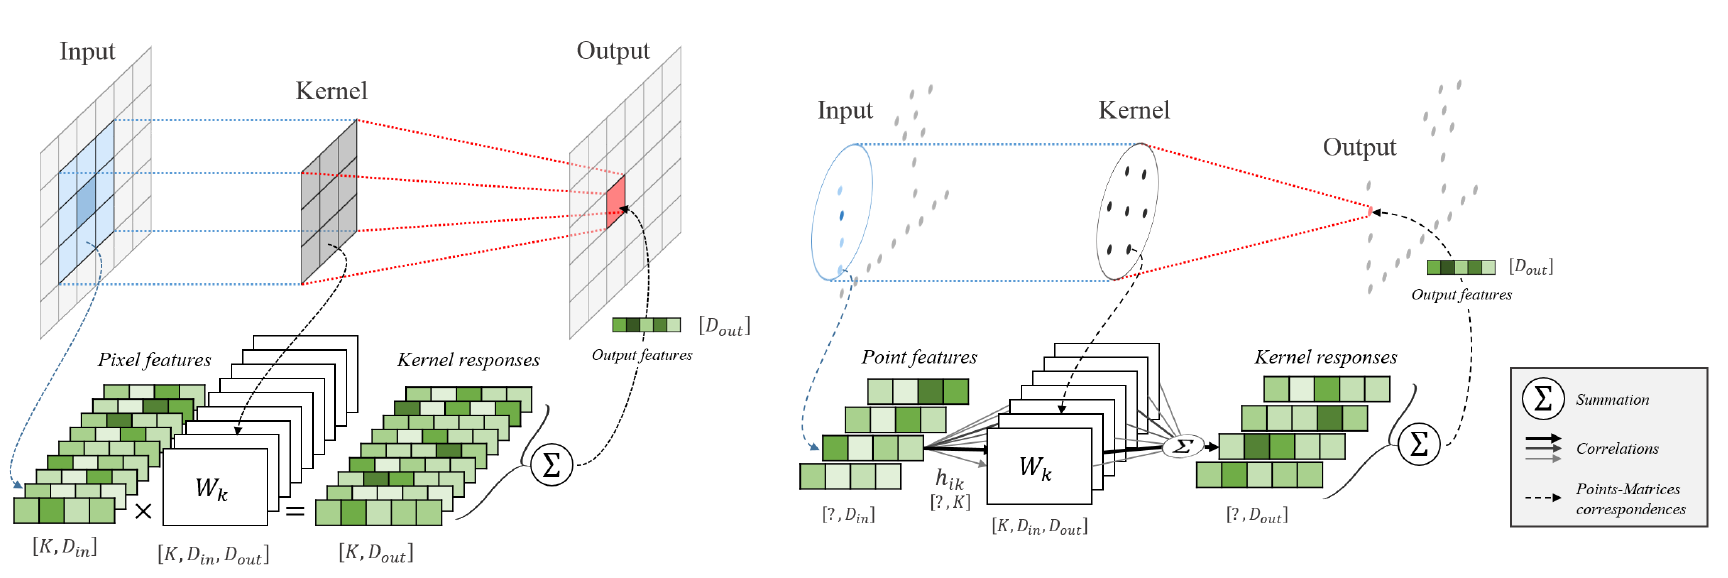 Input
Kernel
Output
[D_out]
Output features
Pixel features
Kernel responses
W_k
×
=
Σ
[K, D_in]
[K, D_in, D_out]
[K, D_out]
Input
Kernel
Output
[D_out]
Output features
Point features
Kernel responses
W_k
Σ
Σ
h_ik
[?, K]
[?, D_in]
[K, D_in, D_out]
[?, D_out]
Σ Summation
Correlations
Points-Matrices
correspondences